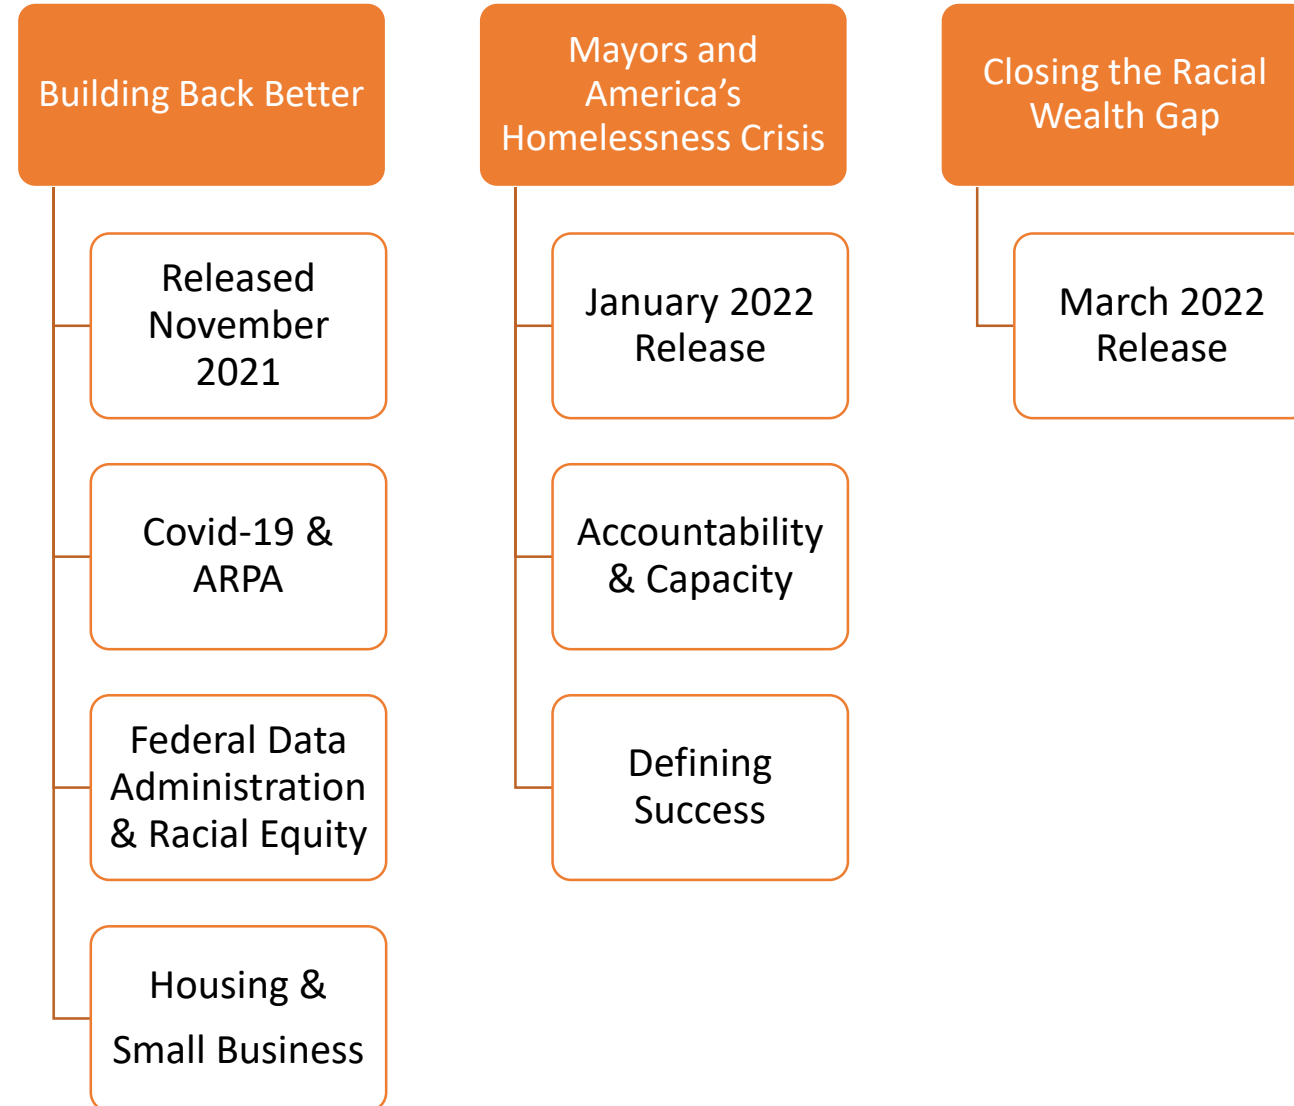 Building Back Better
Released
November
2021
Covid-19 &
ARPA
Federal Data
Administration
& Racial Equity
Housing &
Small Business
Mayors and
America’s
Homelessness Crisis
January 2022
Release
Accountability
& Capacity
Defining
Success
Closing the Racial
Wealth Gap
March 2022
Release